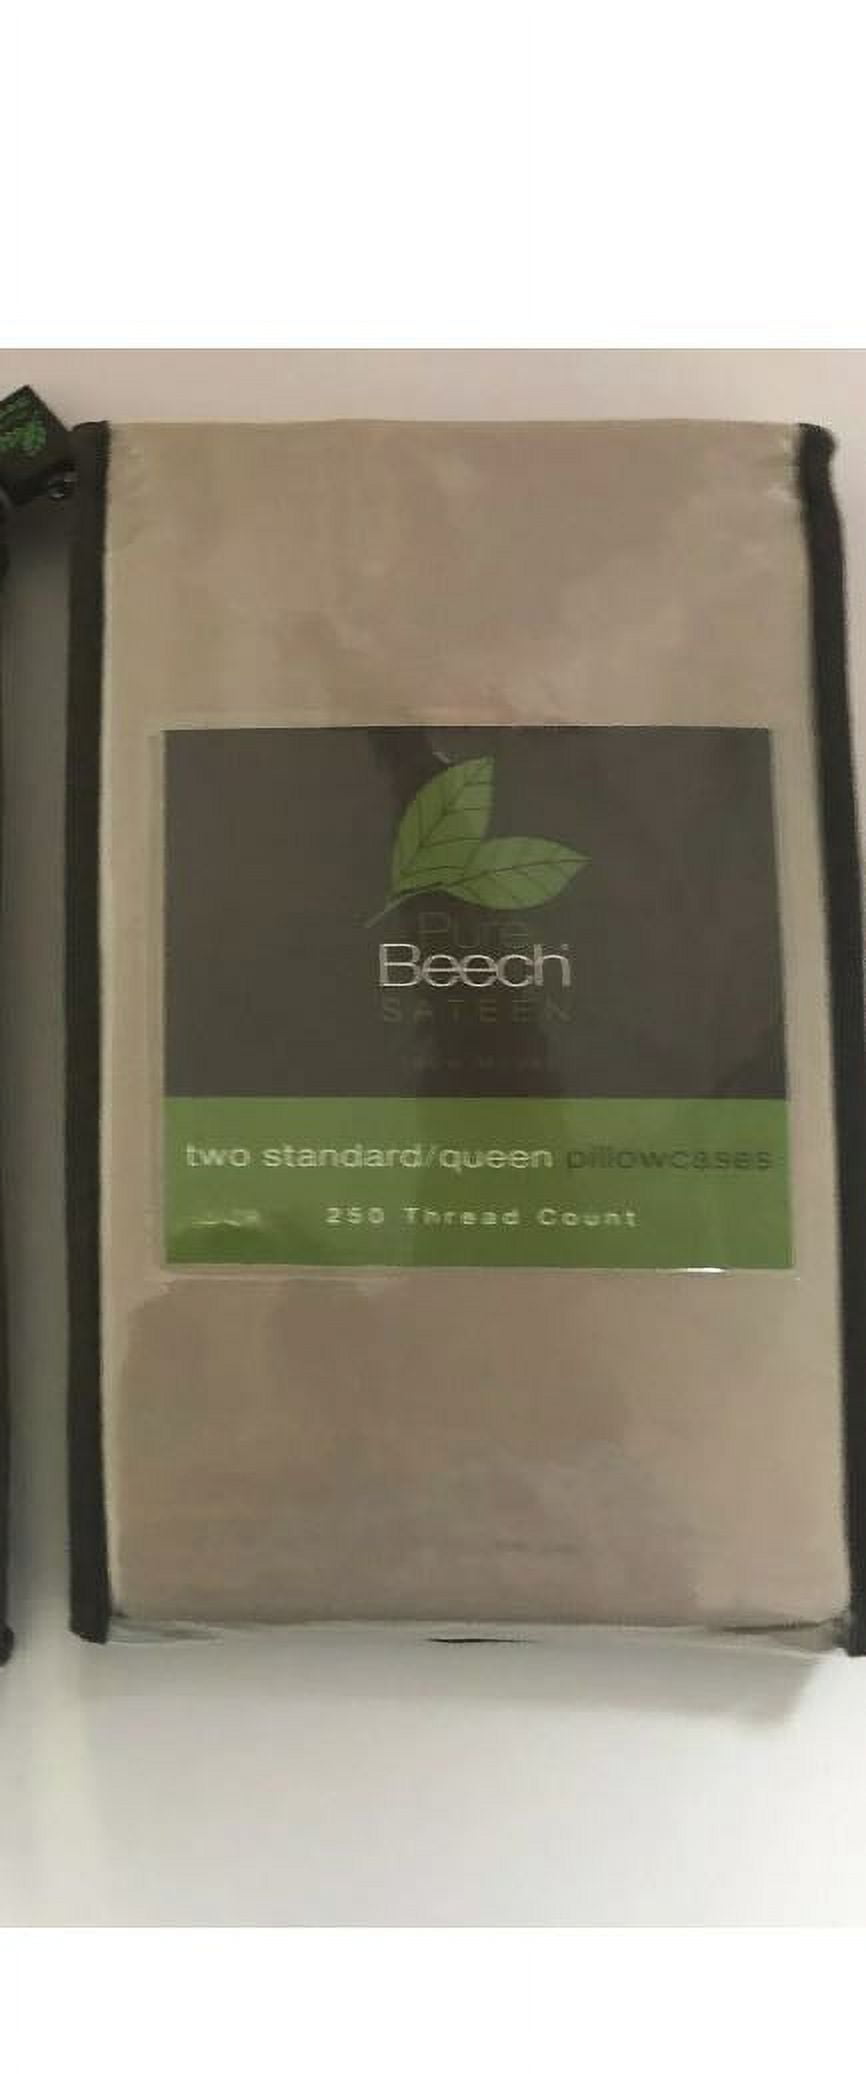 Pure
Beech
SATEEN
two standard/queen pillowcases
250 Thread Count